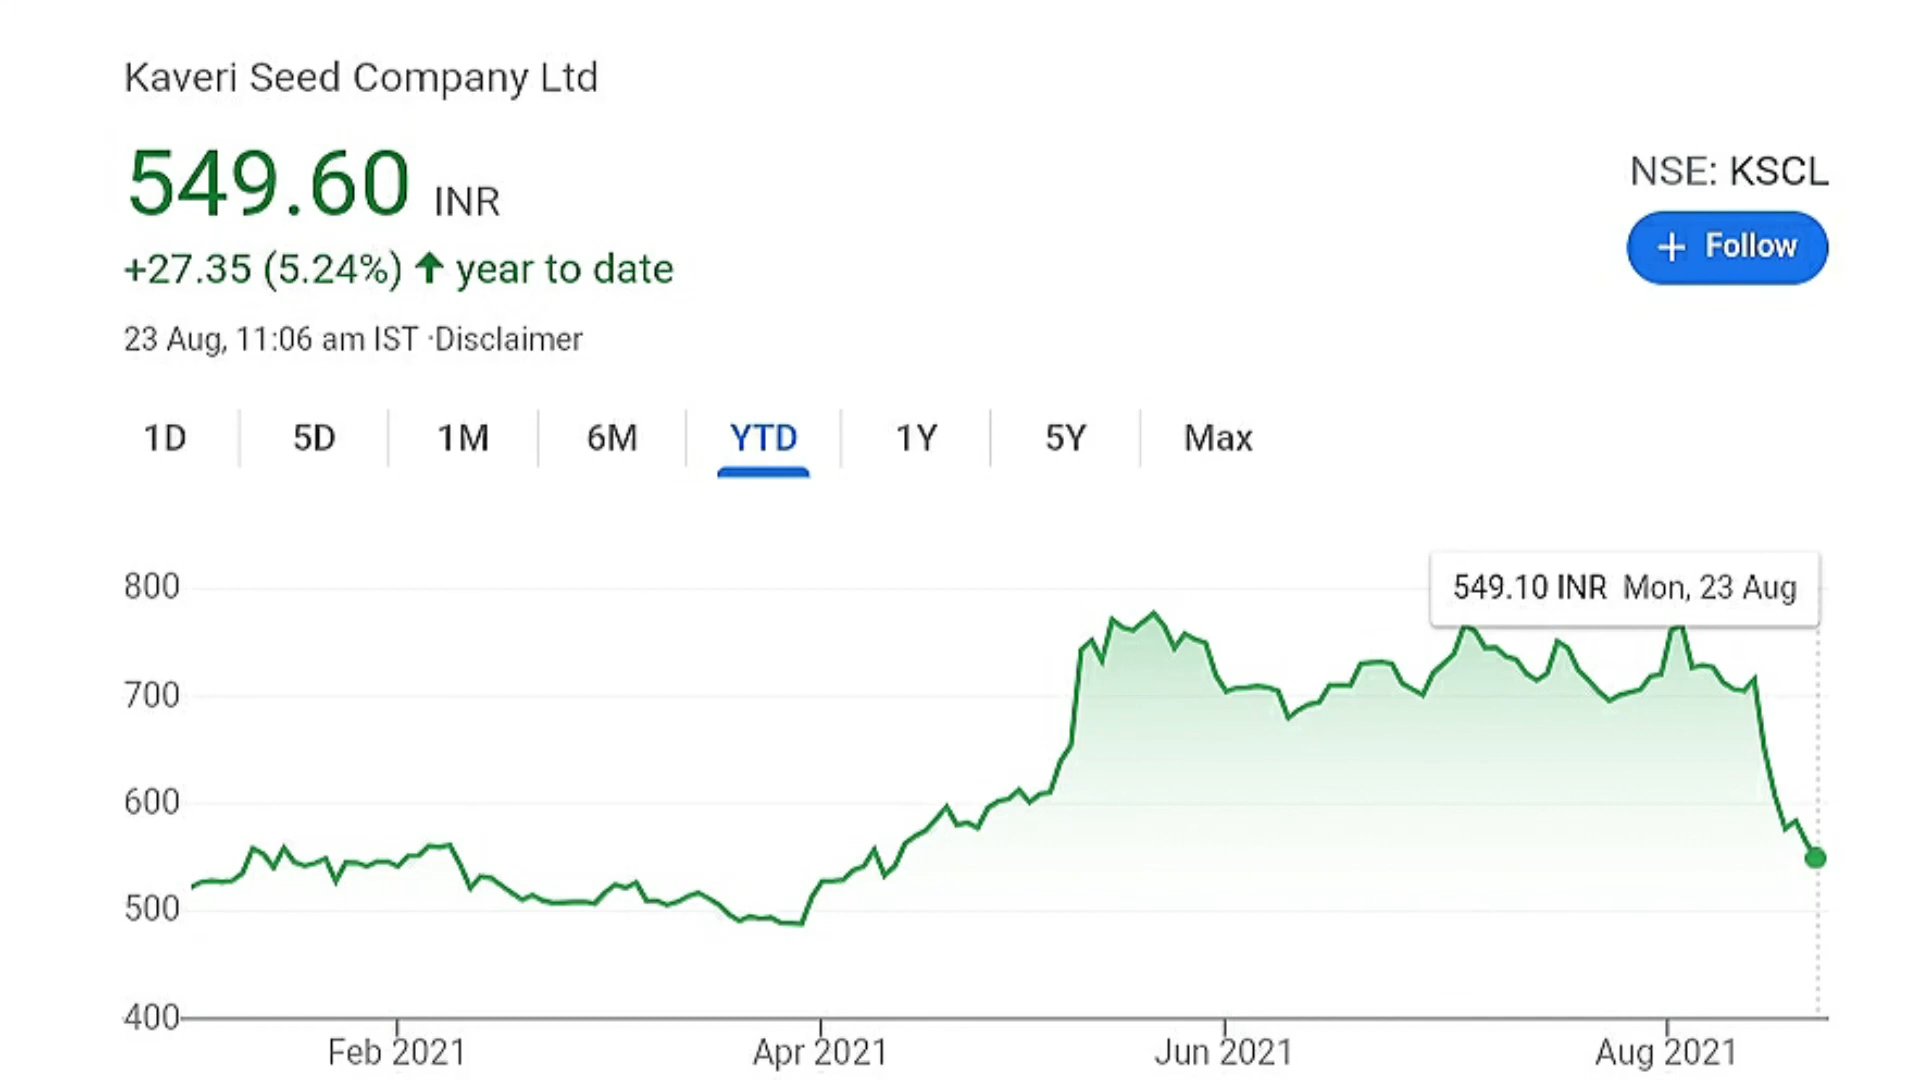 Kaveri Seed Company Ltd
549.60 INR
NSE: KSCL
+ Follow
+27.35 (5.24%) ↑ year to date
23 Aug, 11:06 am IST ·Disclaimer
1D 5D 1M 6M YTD 1Y 5Y Max
549.10 INR Mon, 23 Aug
800
700
600
500
400
Feb 2021 Apr 2021 Jun 2021 Aug 2021